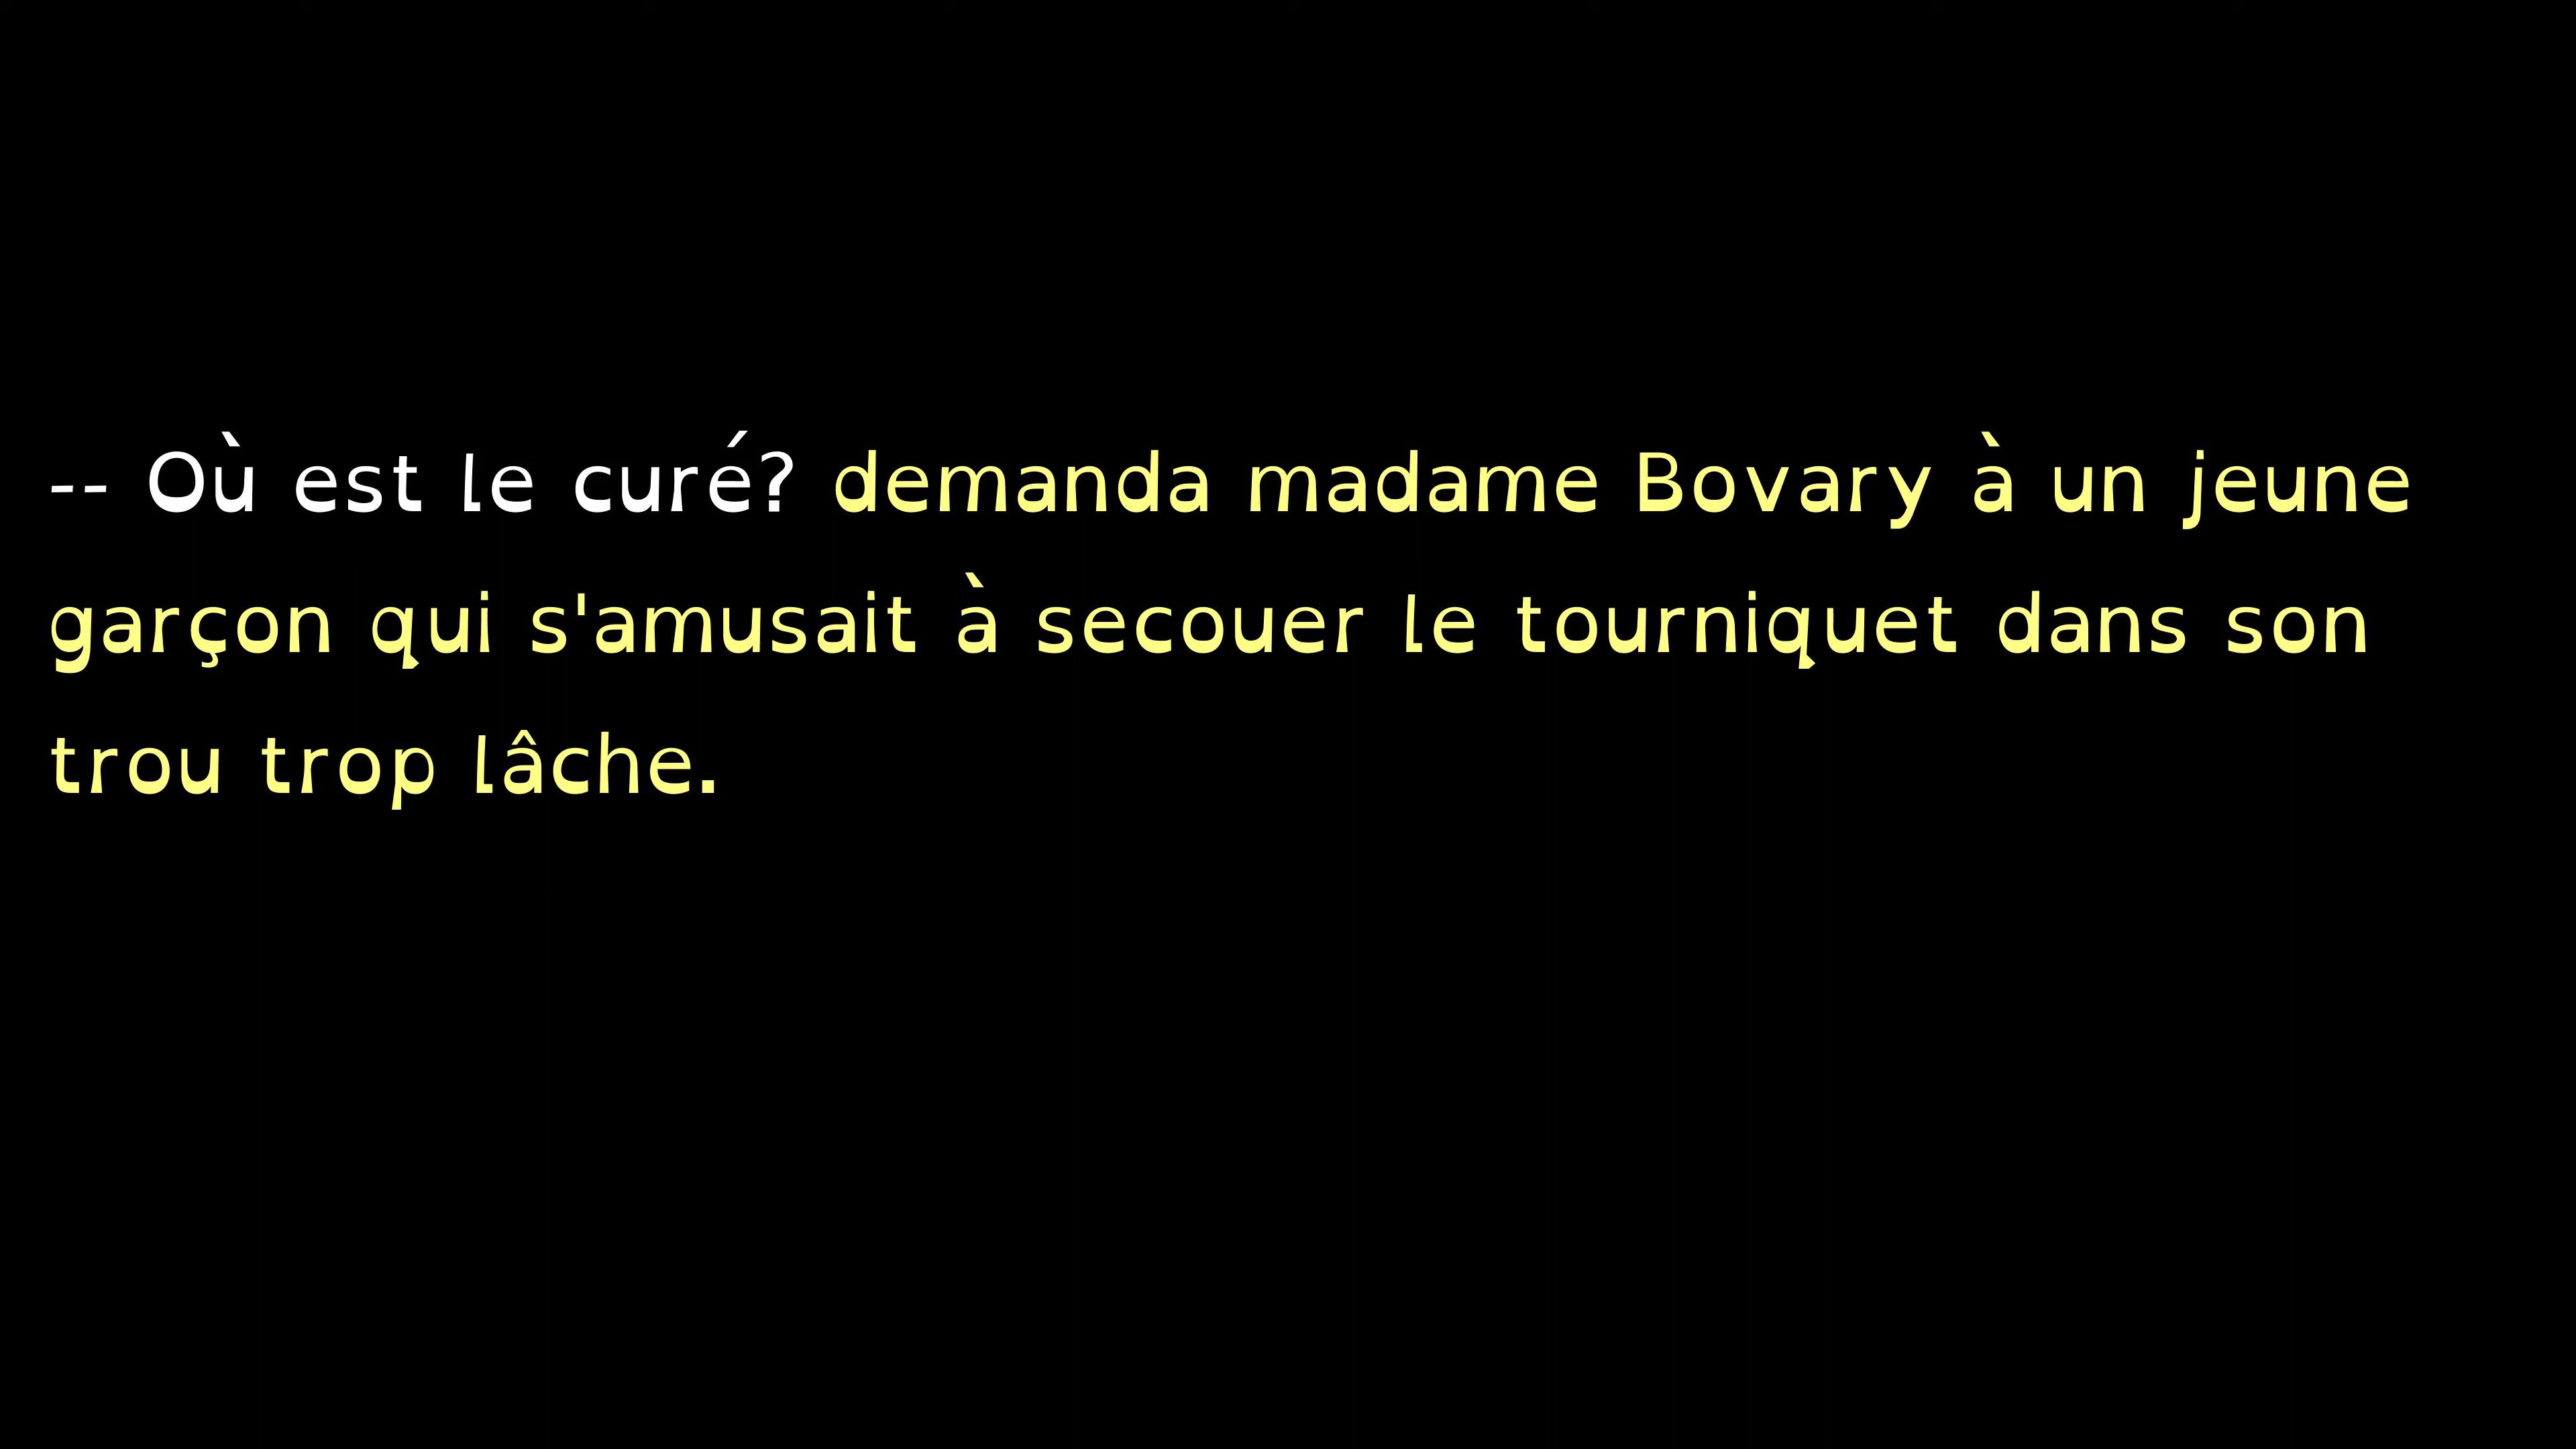 -- Où est le curé? demanda madame Bovary à un jeune
garçon qui s'amusait à secouer le tourniquet dans son
trou trop lâche.